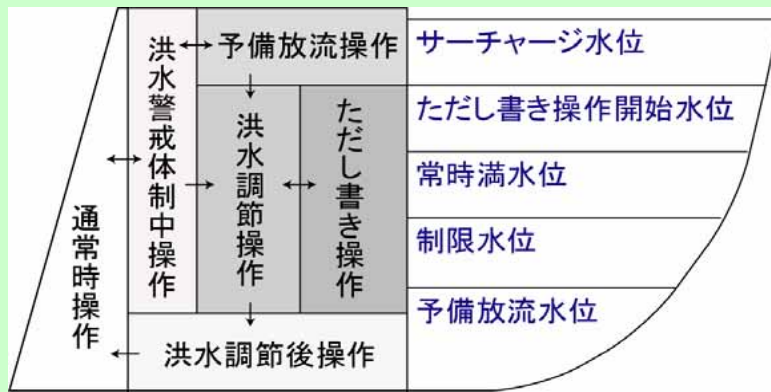 通常時操作
洪水警戒体制中操作
予備放流操作
洪水調節操作
ただし書き操作
洪水調節後操作
サーチャージ水位
ただし書き操作開始水位
常時満水位
制限水位
予備放流水位